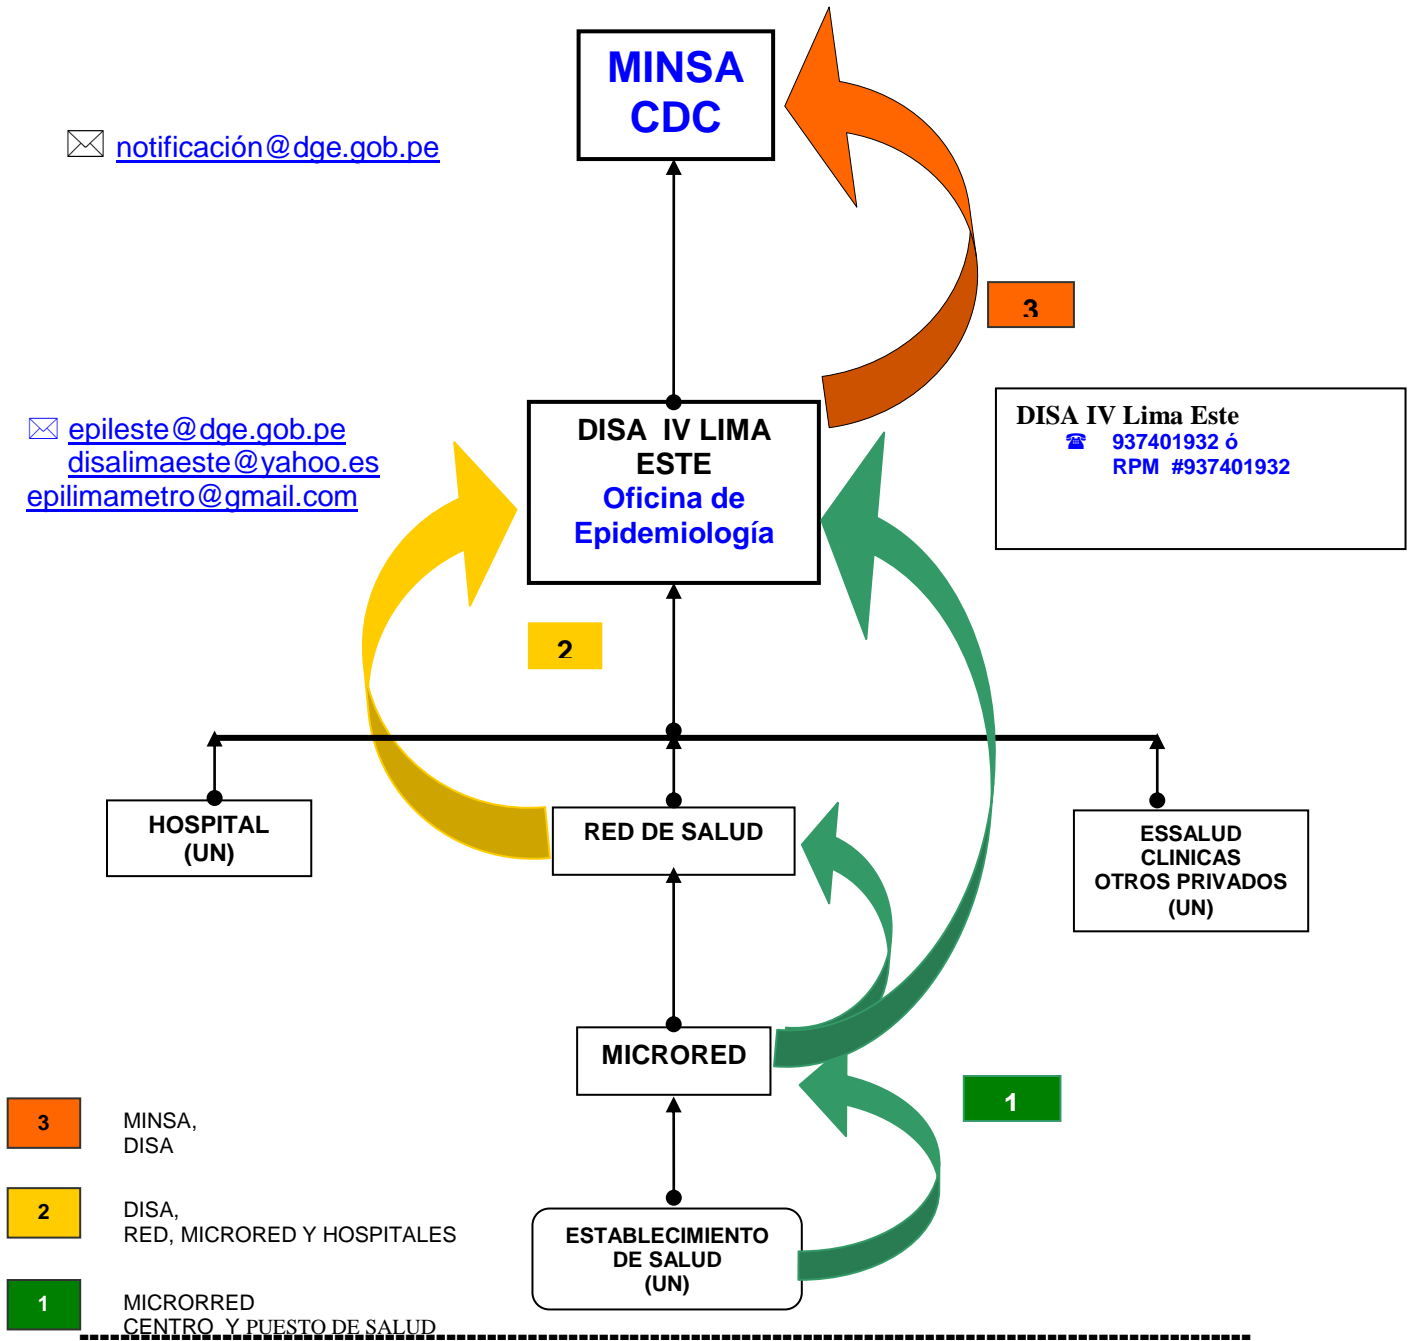 MINSA
CDC
notificación@dge.gob.pe
3
epileste@dge.gob.pe
disalimaeste@yahoo.es
epilimametro@gmail.com
DISA IV LIMA
ESTE
Oficina de
Epidemiología
DISA IV Lima Este
937401932 ó
RPM #937401932
2
HOSPITAL
(UN)
RED DE SALUD
ESSALUD
CLINICAS
OTROS PRIVADOS
(UN)
MICRORED
1
ESTABLECIMIENTO
DE SALUD
(UN)
3
MINSA,
DISA
2
DISA,
RED, MICRORED Y HOSPITALES
1
MICRORRED
CENTRO Y PUESTO DE SALUD